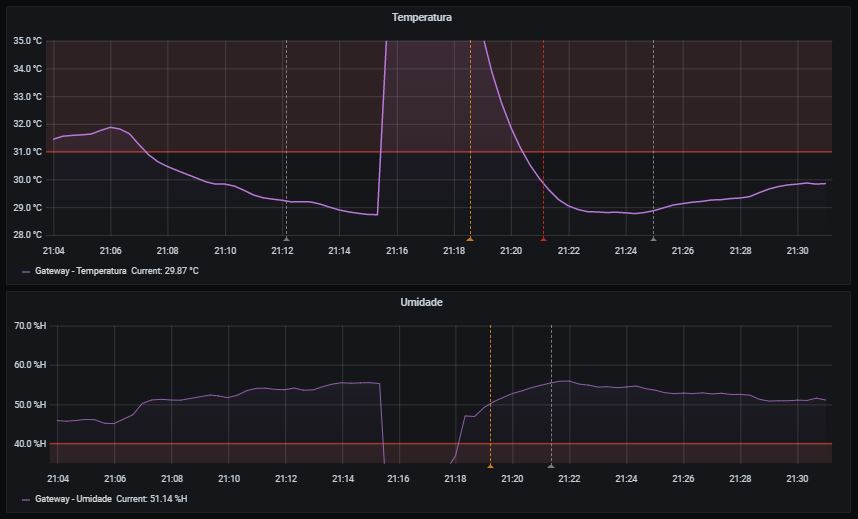 Temperatura
35.0 °C
34.0 °C
33.0 °C
32.0 °C
31.0 °C
30.0 °C
29.0 °C
28.0 °C
21:04 21:06 21:08 21:10 21:12 21:14 21:16 21:18 21:20 21:22 21:24 21:26 21:28 21:30
Gateway - Temperatura Current: 29.87 °C
Umidade
70.0 %H
60.0 %H
50.0 %H
40.0 %H
21:04 21:06 21:08 21:10 21:12 21:14 21:16 21:18 21:20 21:22 21:24 21:26 21:28 21:30
Gateway - Umidade Current: 51.14 %H